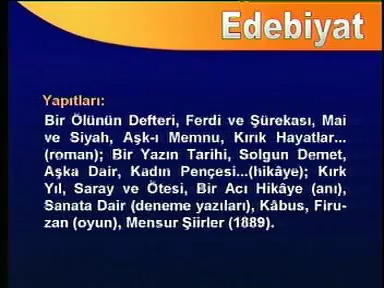 Edebiyat
Yapıtları:
Bir Ölünün Defteri, Ferdi ve Şürekası, Mai
ve Siyah, Aşk-ı Memnu, Kırık Hayatlar...
(roman); Bir Yazın Tarihi, Solgun Demet,
Aşka Dair, Kadın Pençesi...(hikâye); Kırk
Yıl, Saray ve Ötesi, Bir Acı Hikâye (anı),
Sanata Dair (deneme yazıları), Kâbus, Firu-
zan (oyun), Mensur Şiirler (1889).